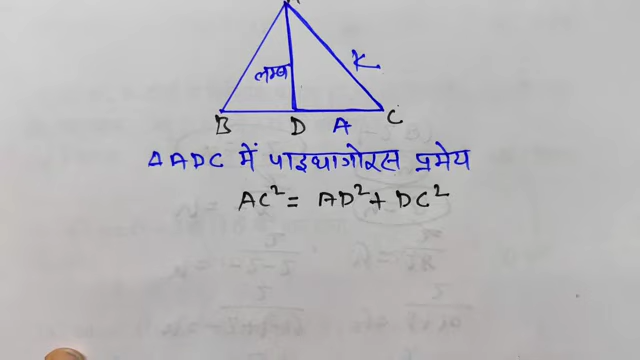 लम्ब K
B D A C
Δ ADC में पाइथागोरस प्रमेय
AC² = AD² + DC²